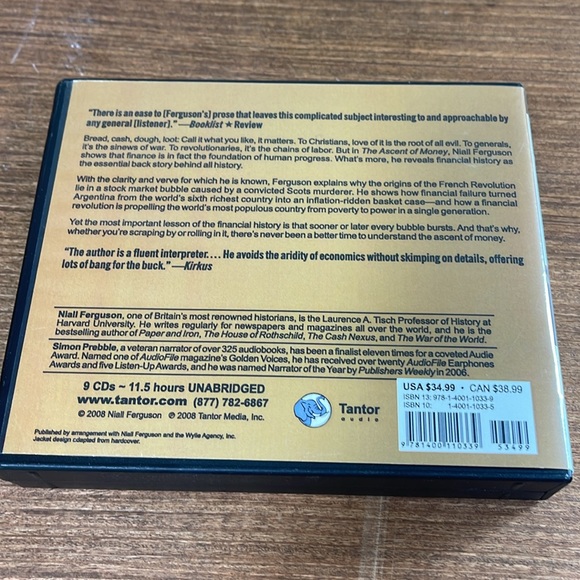 "There is an ease to [Ferguson's] prose that leaves this complicated subject interesting and approachable by
any general [listener]." —Booklist ★ Review
Bread, cash, dough, loot: Call it what you like, it matters. To Christians, love of it is the root of all evil. To generals,
it's the sinews of war. To revolutionaries, it's the chains of labor. But in The Ascent of Money, Niall Ferguson
shows that finance is in fact the foundation of human progress. What's more, he reveals financial history as
the essential back story behind all history.
With the clarity and verve for which he is known, Ferguson explains why the origins of the French Revolution
lie in a stock market bubble caused by a convicted Scots murderer. He shows how financial failure turned
Argentina from the world's sixth richest country into an inflation-ridden basket case—and how a financial
revolution is propelling the world's most populous country from poverty to power in a single generation.
Yet the most important lesson of the financial history is that sooner or later every bubble bursts. And that's why,
whether you're scraping by or rolling in it, there's never been a better time to understand the ascent of money.
"The author is a fluent interpreter.... He avoids the aridity of economics without skimping on details, offering
lots of bang for the buck." —Kirkus
Niall Ferguson, one of Britain's most renowned historians, is the Laurence A. Tisch Professor of History at
Harvard University. He writes regularly for newspapers and magazines all over the world, and he is the
bestselling author of Paper and Iron, The House of Rothschild, The Cash Nexus, and The War of the World.
Simon Prebble, a veteran narrator of over 325 audiobooks, has been a finalist eleven times for a coveted Audie
Award. Named one of AudioFile magazine's Golden Voices, he has received over twenty AudioFile Earphones
Awards and five Listen-Up Awards, and he was named Narrator of the Year by Publishers Weekly in 2006.
9 CDs ~ 11.5 hours UNABRIDGED
www.tantor.com (877) 782-6867
© 2008 Niall Ferguson ℗ 2008 Tantor Media, Inc.
Published by arrangement with Niall Ferguson and the Wylie Agency, Inc.
Jacket design adapted from hardcover.
Tantor
audio
USA $34.99 • CAN $38.99
ISBN 13: 978-1-4001-1033-9
ISBN 10: 1-4001-1033-5
9 781400 110339
53499